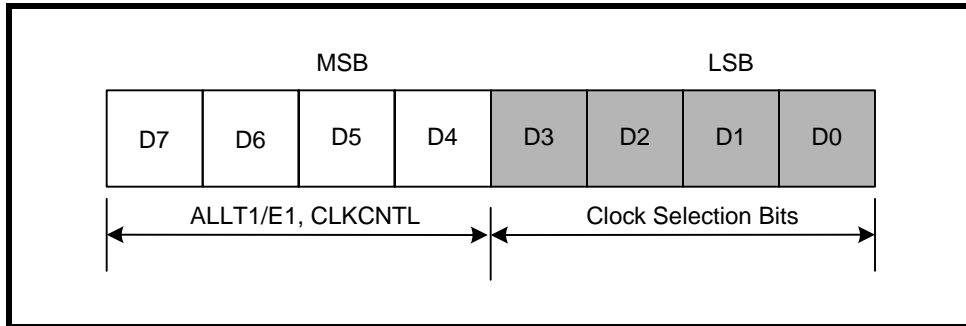 MSB LSB
D7 D6 D5 D4 D3 D2 D1 D0
ALLT1/E1, CLKCNTL Clock Selection Bits